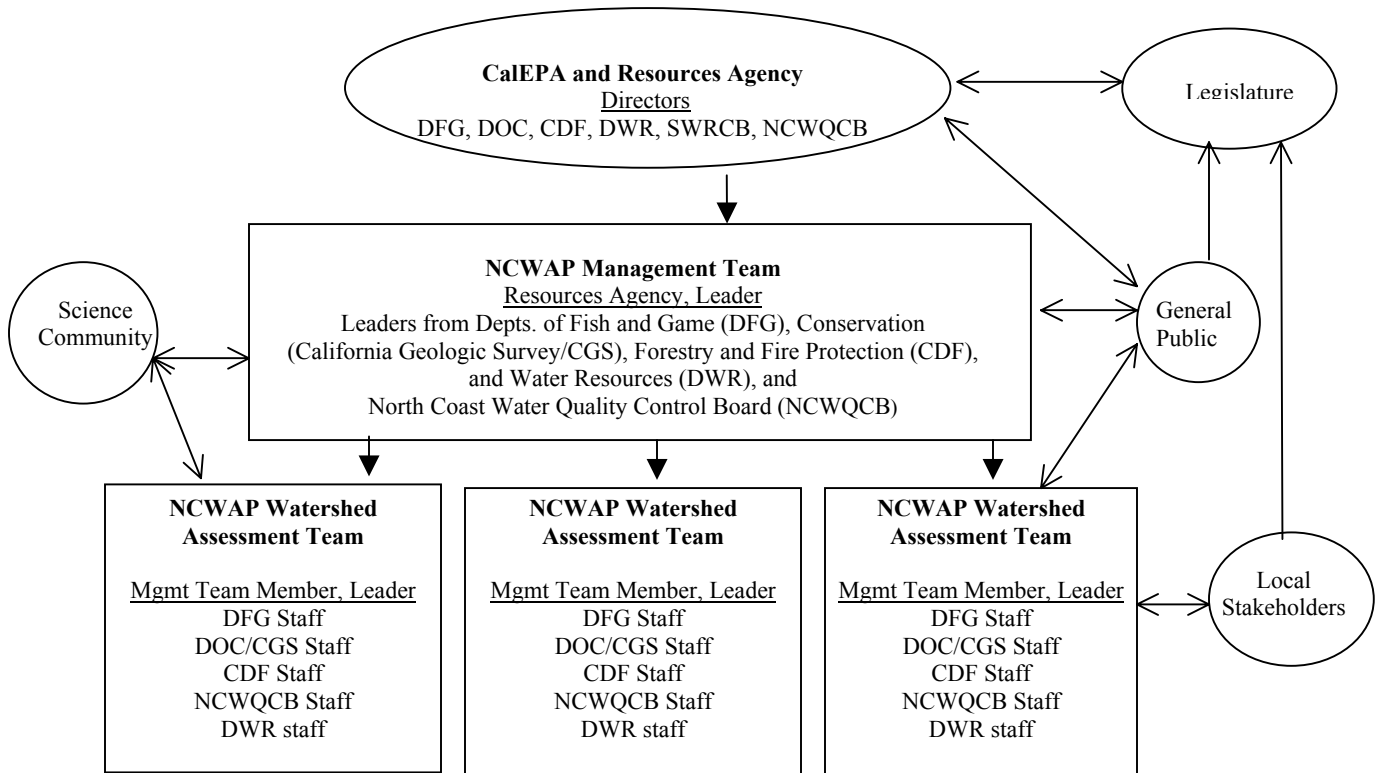 CalEPA and Resources Agency
Directors
DFG, DOC, CDF, DWR, SWRCB, NCWQCB
Legislature
NCWAP Management Team
Resources Agency, Leader
Leaders from Depts. of Fish and Game (DFG), Conservation
(California Geologic Survey/CGS), Forestry and Fire Protection (CDF),
and Water Resources (DWR), and
North Coast Water Quality Control Board (NCWQCB)
Science
Community
General
Public
NCWAP Watershed
Assessment Team
Mgmt Team Member, Leader
DFG Staff
DOC/CGS Staff
CDF Staff
NCWQCB Staff
DWR staff
NCWAP Watershed
Assessment Team
Mgmt Team Member, Leader
DFG Staff
DOC/CGS Staff
CDF Staff
NCWQCB Staff
DWR staff
NCWAP Watershed
Assessment Team
Mgmt Team Member, Leader
DFG Staff
DOC/CGS Staff
CDF Staff
NCWQCB Staff
DWR staff
Local
Stakeholders